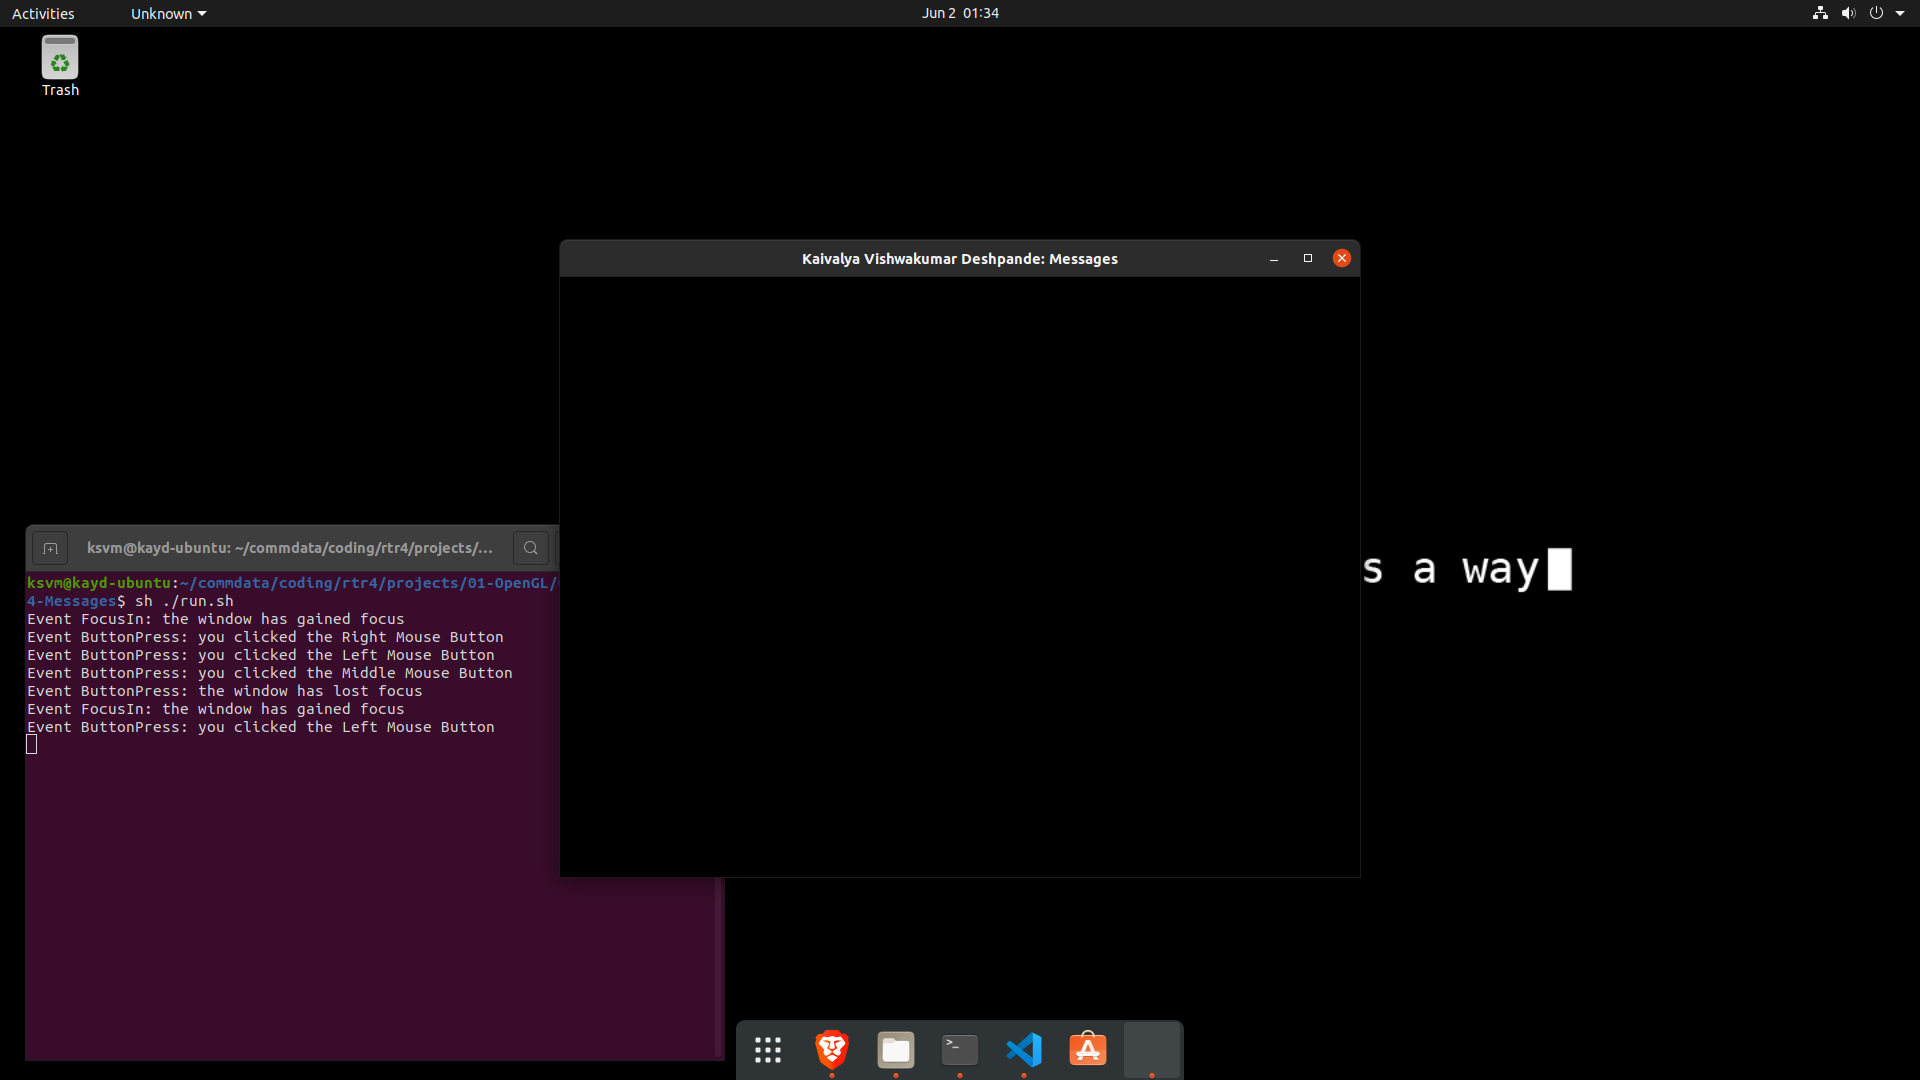 Activities
Unknown
Jun 2 01:34
Trash
Kaivalya Vishwakumar Deshpande: Messages
ksvm@kayd-ubuntu: ~/commdata/coding/rtr4/projects/...
ksvm@kayd-ubuntu:~/commdata/coding/rtr4/projects/01-OpenGL/
4-Messages$ sh ./run.sh
Event FocusIn: the window has gained focus
Event ButtonPress: you clicked the Right Mouse Button
Event ButtonPress: you clicked the Left Mouse Button
Event ButtonPress: you clicked the Middle Mouse Button
Event ButtonPress: the window has lost focus
Event FocusIn: the window has gained focus
Event ButtonPress: you clicked the Left Mouse Button
s a way